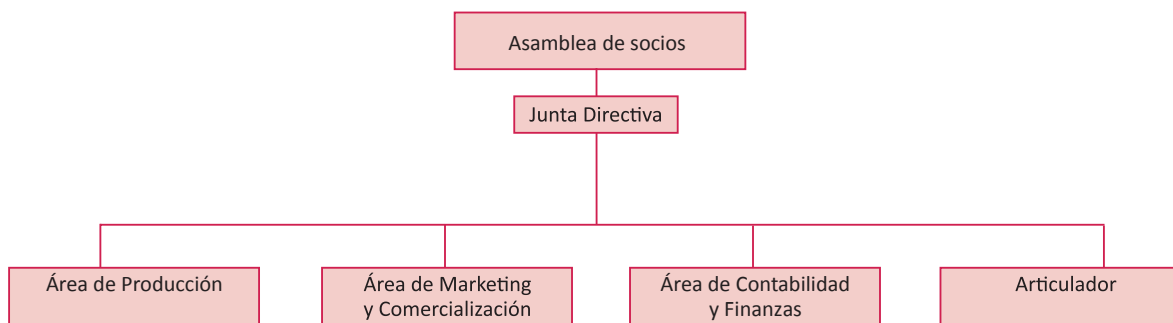 Asamblea de socios
Junta Directiva
Área de Producción
Área de Marketing
y Comercialización
Área de Contabilidad
y Finanzas
Articulador